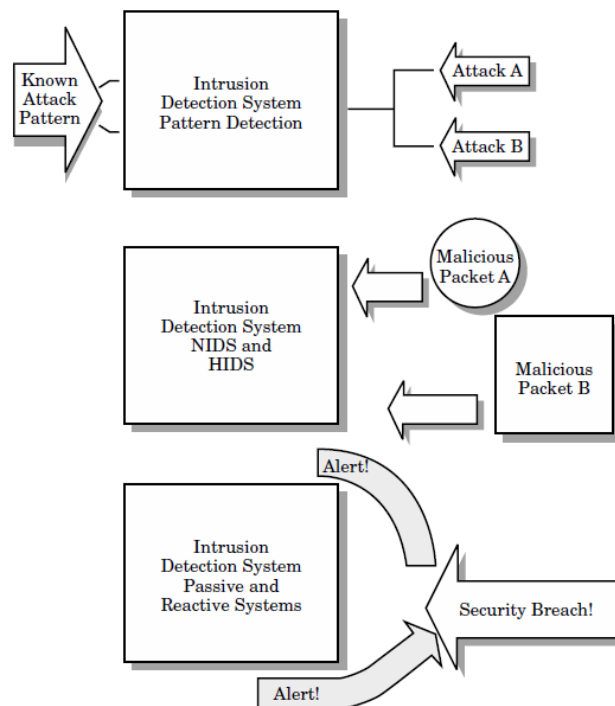 Known
Attack
Pattern
Intrusion
Detection System
Pattern Detection
Attack A
Attack B
Intrusion
Detection System
NIDS and
HIDS
Malicious
Packet A
Malicious
Packet B
Alert!
Intrusion
Detection System
Passive and
Reactive Systems
Security Breach!
Alert!